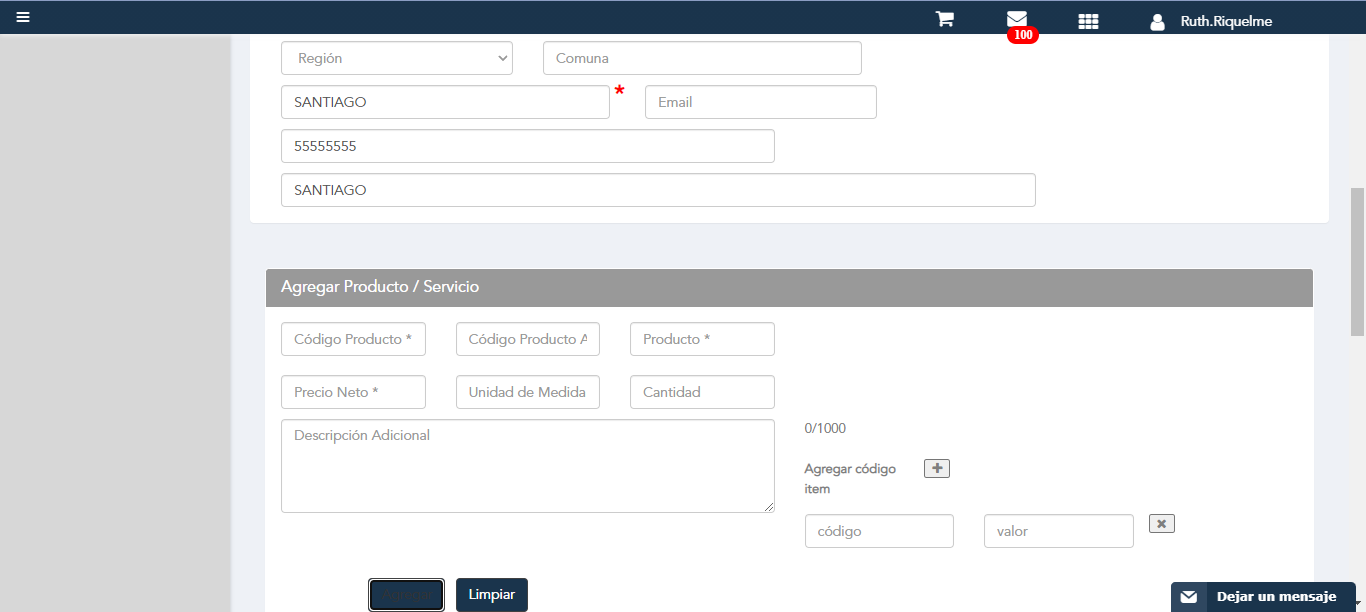 Ruth.Riquelme
100
Región
Comuna
SANTIAGO
*
Email
55555555
SANTIAGO
Agregar Producto / Servicio
Código Producto *
Código Producto A
Producto *
Precio Neto *
Unidad de Medida
Cantidad
Descripción Adicional
0/1000
Agregar código
item
código
valor
Agregar
Limpiar
Dejar un mensaje